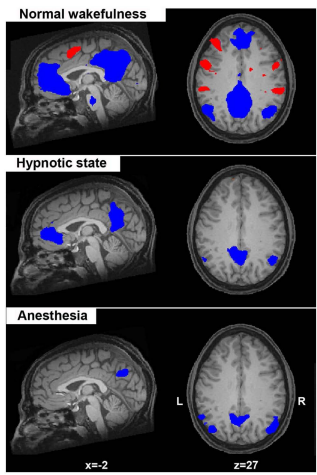 Normal wakefulness
Hypnotic state
Anesthesia
L R
x=-2 z=27